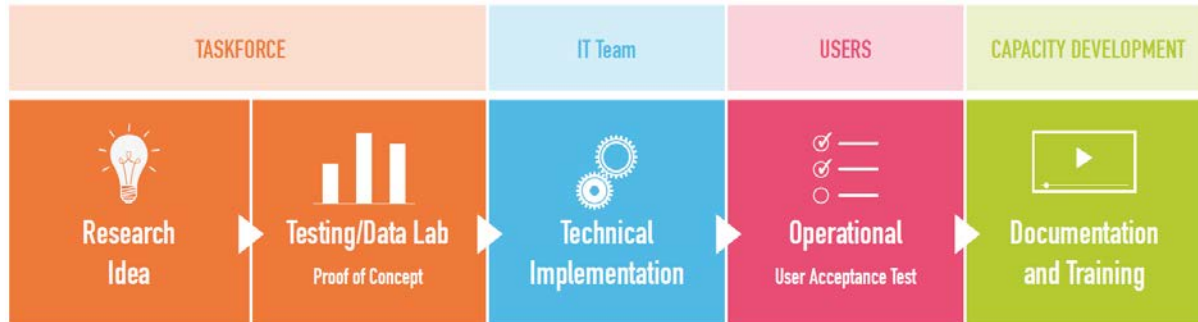 TASKFORCE
IT Team
USERS
CAPACITY DEVELOPMENT
Research
Idea
Testing/Data Lab
Proof of Concept
Technical
Implementation
Operational
User Acceptance Test
Documentation
and Training